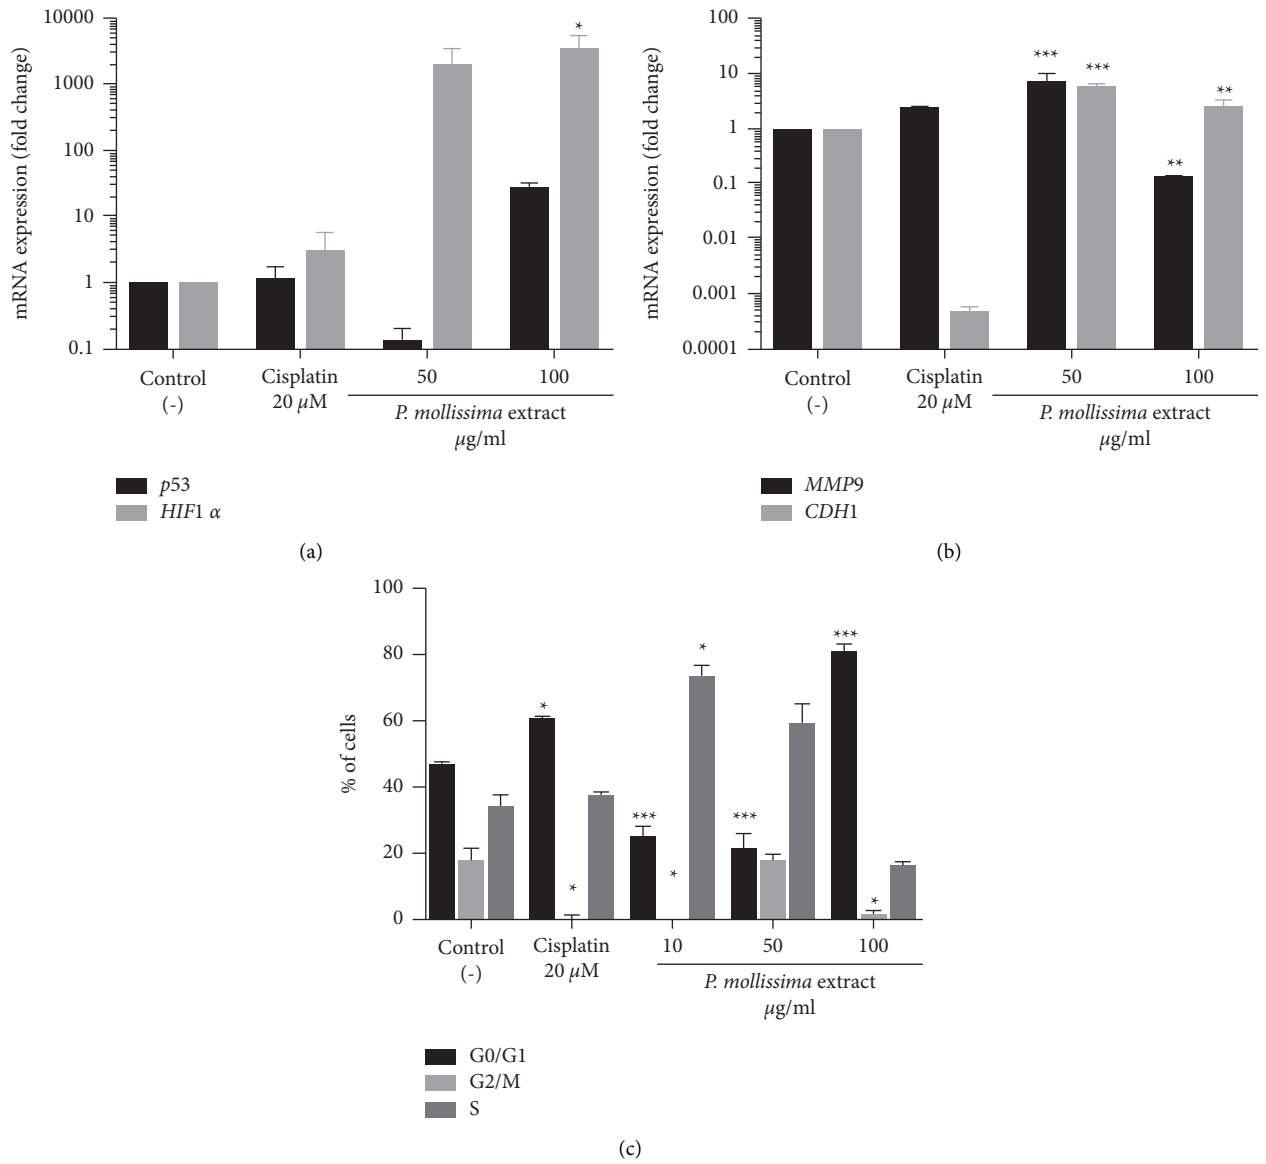 mRNA expression (fold change)
10000
1000
100
10
1
0.1
*
Control
(-)
Cisplatin
20 µM
50
100
P. mollissima extract
µg/ml
p53
HIF1 α
(a)
mRNA expression (fold change)
100
10
1
0.1
0.01
0.001
0.0001
***
***
**
**
Control
(-)
Cisplatin
20 µM
50
100
P. mollissima extract
µg/ml
MMP9
CDH1
(b)
% of cells
100
80
60
40
20
0
*
*
***
*
*
***
***
*
Control
(-)
Cisplatin
20 µM
10
50
100
P. mollissima extract
µg/ml
G0/G1
G2/M
S
(c)